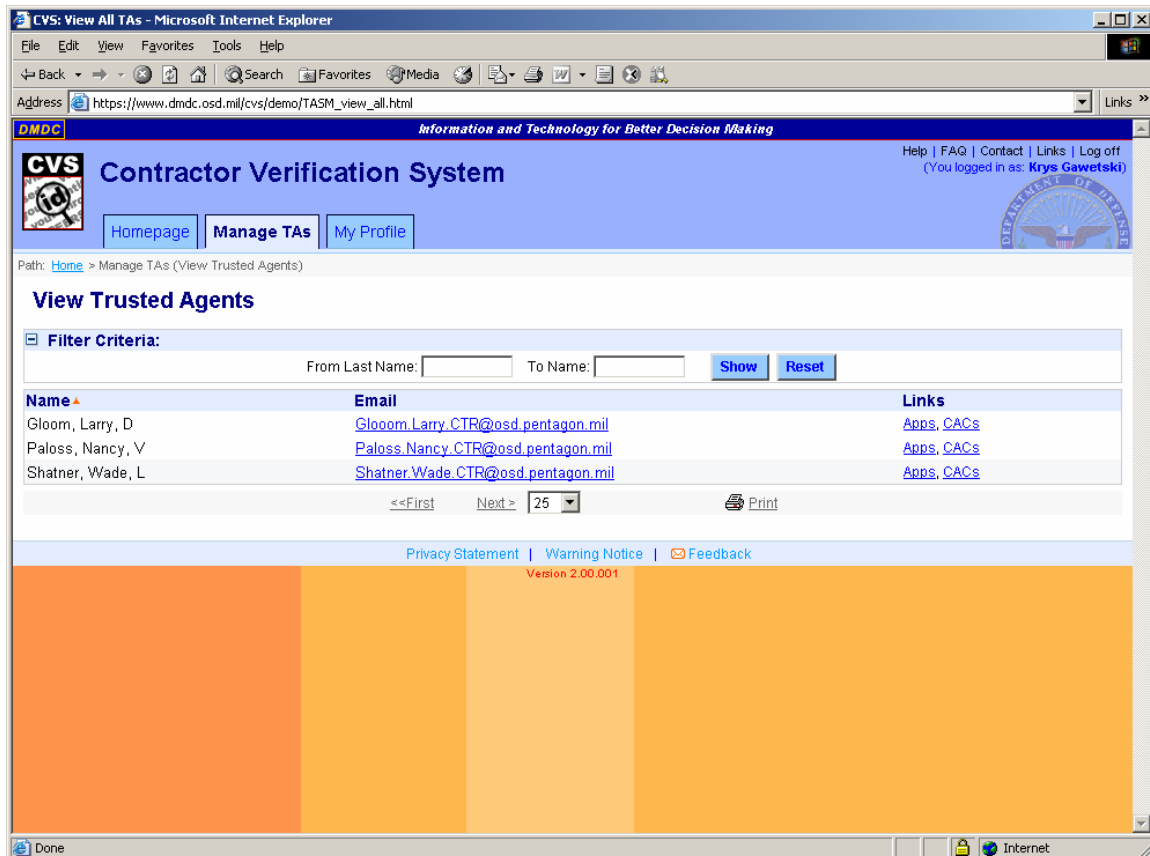 CVS: View All TAs - Microsoft Internet Explorer
File Edit View Favorites Tools Help
Back Search Favorites Media
Address https://www.dmdc.osd.mil/cvs/demo/TASM_view_all.html Links »
DMDC Information and Technology for Better Decision Making
Help | FAQ | Contact | Links | Log off
(You logged in as: Krys Gawetski)
CVS
id
Contractor Verification System
DEPARTMENT OF DEFENSE
Homepage Manage TAs My Profile
Path: Home > Manage TAs (View Trusted Agents)
View Trusted Agents
Filter Criteria:
From Last Name: To Name: Show Reset
Name Email Links
Gloom, Larry, D Glooom.Larry.CTR@osd.pentagon.mil Apps, CACs
Paloss, Nancy, V Paloss.Nancy.CTR@osd.pentagon.mil Apps, CACs
Shatner, Wade, L Shatner.Wade.CTR@osd.pentagon.mil Apps, CACs
<<First Next > 25 Print
Privacy Statement | Warning Notice | Feedback
Version 2.00.001
Done Internet